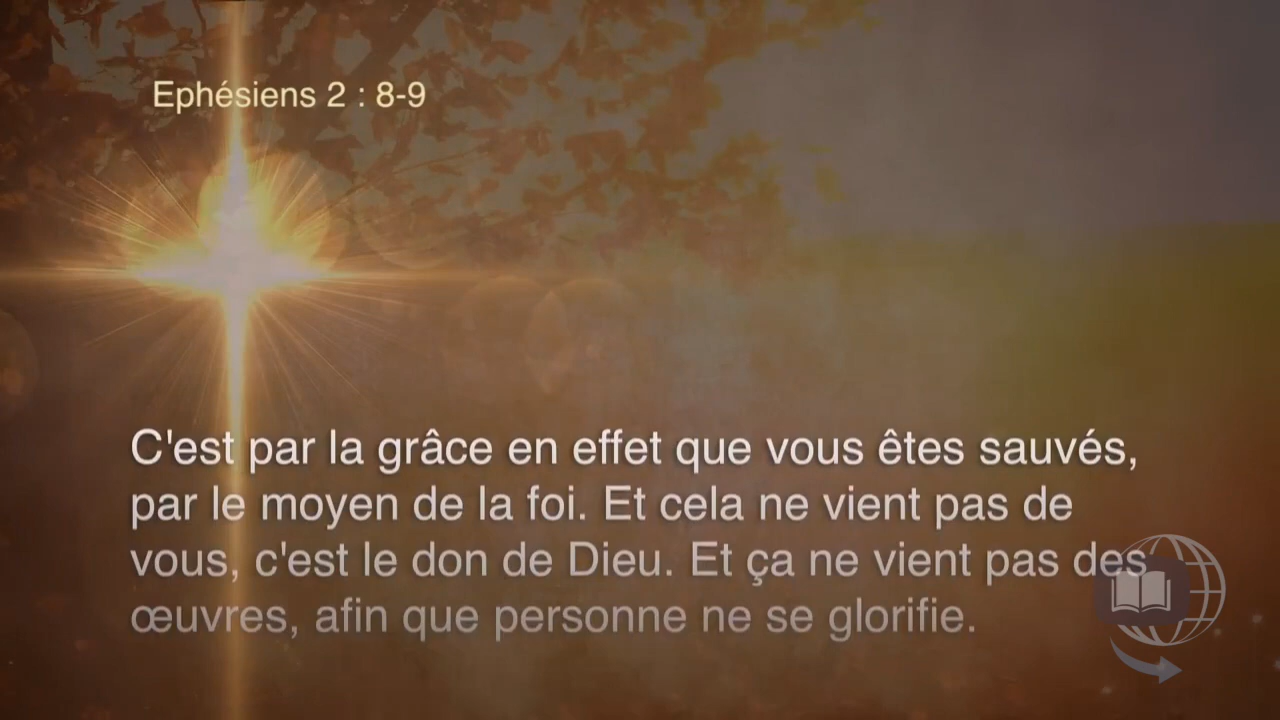 Ephésiens 2 : 8-9
C'est par la grâce en effet que vous êtes sauvés,
par le moyen de la foi. Et cela ne vient pas de
vous, c'est le don de Dieu. Et ça ne vient pas des
œuvres, afin que personne ne se glorifie.